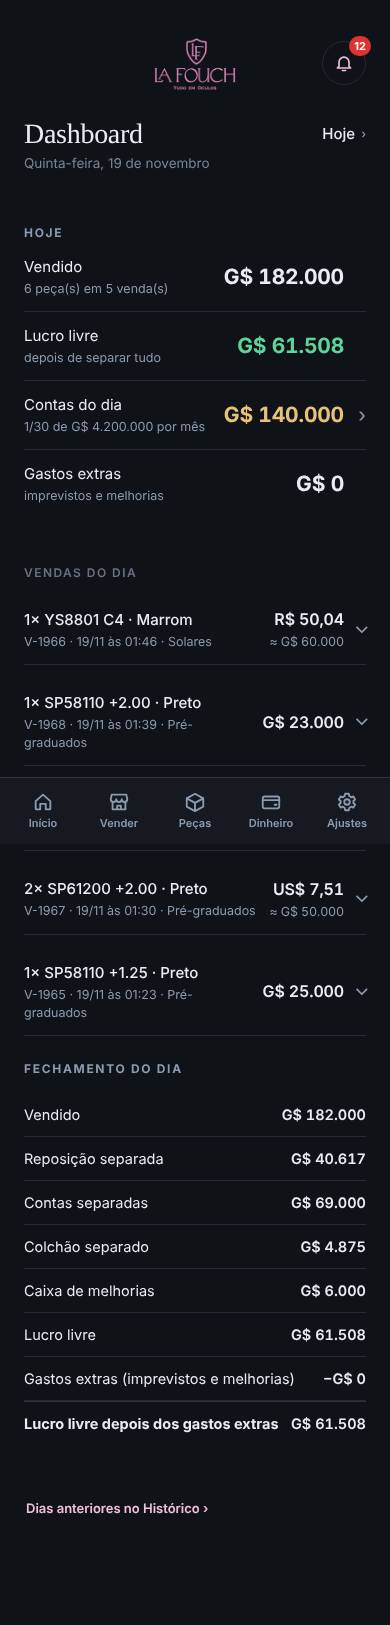 LF
LA FOUCH
TUDO EM ÓCULOS
12
Dashboard
Hoje ›
Quinta-feira, 19 de novembro
HOJE
Vendido
G$ 182.000
6 peça(s) em 5 venda(s)
Lucro livre
G$ 61.508
depois de separar tudo
Contas do dia
G$ 140.000
1/30 de G$ 4.200.000 por mês
Gastos extras
G$ 0
imprevistos e melhorias
VENDAS DO DIA
1× YS8801 C4 · Marrom
R$ 50,04
V-1966 · 19/11 às 01:46 · Solares
≈ G$ 60.000
1× SP58110 +2.00 · Preto
G$ 23.000
V-1968 · 19/11 às 01:39 · Pré-
graduados
Início
Vender
Peças
Dinheiro
Ajustes
2× SP61200 +2.00 · Preto
US$ 7,51
V-1967 · 19/11 às 01:30 · Pré-graduados
≈ G$ 50.000
1× SP58110 +1.25 · Preto
G$ 25.000
V-1965 · 19/11 às 01:23 · Pré-
graduados
FECHAMENTO DO DIA
Vendido G$ 182.000
Reposição separada G$ 40.617
Contas separadas G$ 69.000
Colchão separado G$ 4.875
Caixa de melhorias G$ 6.000
Lucro livre G$ 61.508
Gastos extras (imprevistos e melhorias) −G$ 0
Lucro livre depois dos gastos extras G$ 61.508
Dias anteriores no Histórico ›